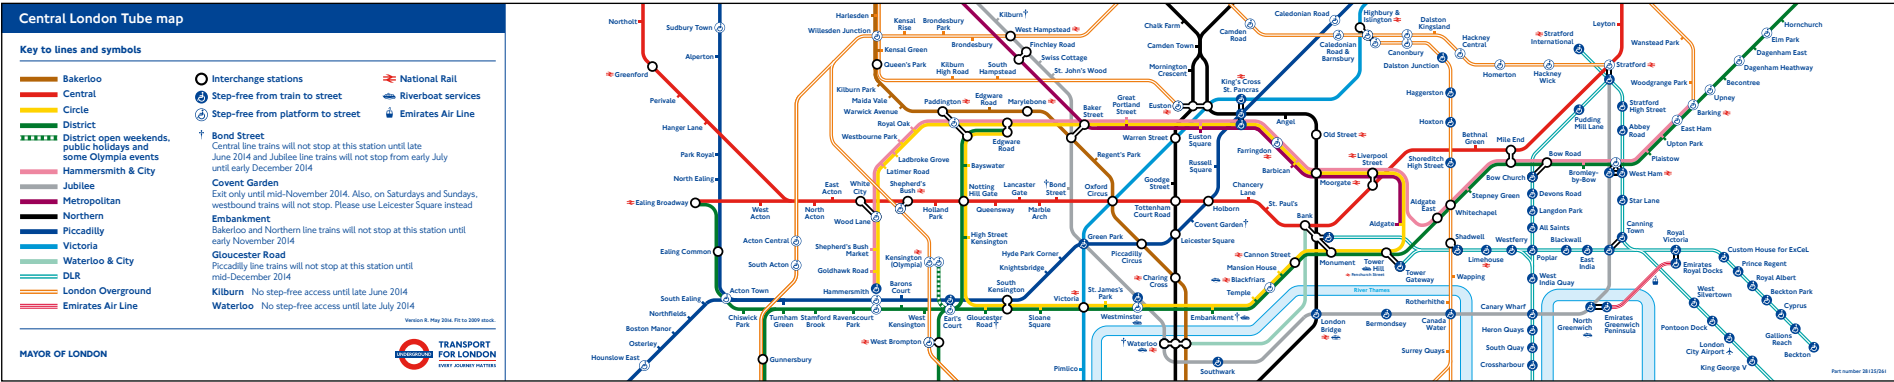 Central London Tube map
Key to lines and symbols
Bakerloo
Central
Circle
District
District open weekends,
public holidays and
some Olympia events
Hammersmith & City
Jubilee
Metropolitan
Northern
Piccadilly
Victoria
Waterloo & City
DLR
London Overground
Emirates Air Line
Interchange stations
Step-free from train to street
Step-free from platform to street
National Rail
Riverboat services
Emirates Air Line
† Bond Street
Central line trains will not stop at this station until late
June 2014 and Jubilee line trains will not stop from early July
until early December 2014
Covent Garden
Exit only until mid-November 2014. Also, on Saturdays and Sundays,
westbound trains will not stop. Please use Leicester Square instead
Embankment
Bakerloo and Northern line trains will not stop at this station until
early November 2014
Gloucester Road
Piccadilly line trains will not stop at this station until
mid-December 2014
Kilburn No step-free access until late June 2014
Waterloo No step-free access until late July 2014
Version R. May 2014. Fit to 2009 stock.
MAYOR OF LONDON
UNDERGROUND
TRANSPORT
FOR LONDON
EVERY JOURNEY MATTERS
Northolt
Greenford
Perivale
Hanger Lane
Sudbury Town
Alperton
Park Royal
North Ealing
Ealing Broadway
Ealing Common
South Ealing
Northfields
Boston Manor
Osterley
Hounslow East
Acton Town
West
Acton
North
Acton
East
Acton
White
City
Shepherd's
Bush
Holland
Park
Notting
Hill Gate
Queensway
Lancaster
Gate
Marble
Arch
†Bond
Street
Oxford
Circus
Tottenham
Court Road
Holborn
Chancery
Lane
St. Paul's
Bank
Acton Central
South Acton
Chiswick
Park
Turnham
Green
Stamford
Brook
Ravenscourt
Park
Hammersmith
Barons
Court
West
Kensington
Earl's
Court
Gloucester
Road†
South
Kensington
Sloane
Square
Victoria
St. James's
Park
Westminster
Embankment†
Temple
Blackfriars
Mansion House
Cannon Street
Monument
Tower
Hill
Fenchurch Street
Tower
Gateway
Gunnersbury
West Brompton
Kensington
(Olympia)
Wood Lane
Shepherd's Bush
Market
Goldhawk Road
Latimer Road
Ladbroke Grove
Westbourne Park
Royal Oak
Harlesden
Willesden Junction
Kensal Green
Queen's Park
Kilburn Park
Maida Vale
Warwick Avenue
Paddington
Edgware
Road
Marylebone
Baker
Street
Edgware
Road
Bayswater
High Street
Kensington
Kensal
Rise
Brondesbury
Park
Brondesbury
Kilburn†
West Hampstead
Finchley Road
Swiss Cottage
St. John's Wood
Kilburn
High Road
South
Hampstead
Great
Portland
Street
Regent's Park
Warren Street
Euston
Euston
Square
Goodge
Street
Russell
Square
Covent Garden†
Leicester Square
Green Park
Hyde Park Corner
Knightsbridge
Piccadilly
Circus
Charing
Cross
†Waterloo
Southwark
Pimlico
River Thames
Chalk Farm
Camden Town
Mornington
Crescent
Camden
Road
Caledonian Road
King's Cross
St. Pancras
Farringdon
Barbican
Angel
Old Street
Moorgate
Liverpool
Street
Aldgate
Aldgate
East
Whitechapel
Highbury &
Islington
Caledonian
Road &
Barnsbury
Canonbury
Dalston
Kingsland
Dalston Junction
Haggerston
Hoxton
Shoreditch
High Street
Hackney
Central
Homerton
Hackney
Wick
Stratford
International
Stratford
Leyton
Wanstead Park
Woodgrange Park
Bethnal
Green
Mile End
Bow Road
Bow Church
Bromley-
by-Bow
West Ham
Stepney Green
Pudding
Mill Lane
Stratford
High Street
Abbey
Road
Star Lane
Canning
Town
Plaistow
Upton Park
East Ham
Barking
Upney
Becontree
Dagenham Heathway
Dagenham East
Elm Park
Hornchurch
Devons Road
Langdon Park
All Saints
Poplar
Blackwall
East
India
Westferry
Limehouse
Shadwell
Wapping
Rotherhithe
Canada
Water
Surrey Quays
London
Bridge
Bermondsey
West
India Quay
Canary Wharf
Heron Quays
South Quay
Crossharbour
North
Greenwich
Emirates
Greenwich
Peninsula
Emirates
Royal Docks
Royal
Victoria
Custom House for ExCeL
Prince Regent
Royal Albert
Beckton Park
Cyprus
Gallions
Reach
Beckton
West
Silvertown
Pontoon Dock
London
City Airport
King George V
Part number 28125/261